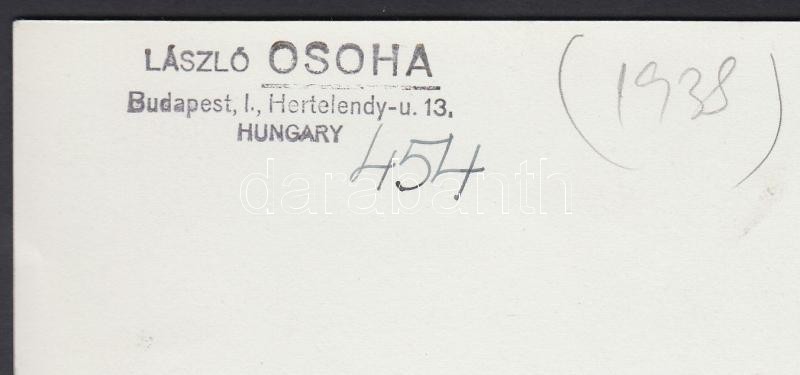 LÁSZLÓ OSOHA
Budapest, I., Hertelendy-u. 13.
HUNGARY
454
(1938)
darabanth